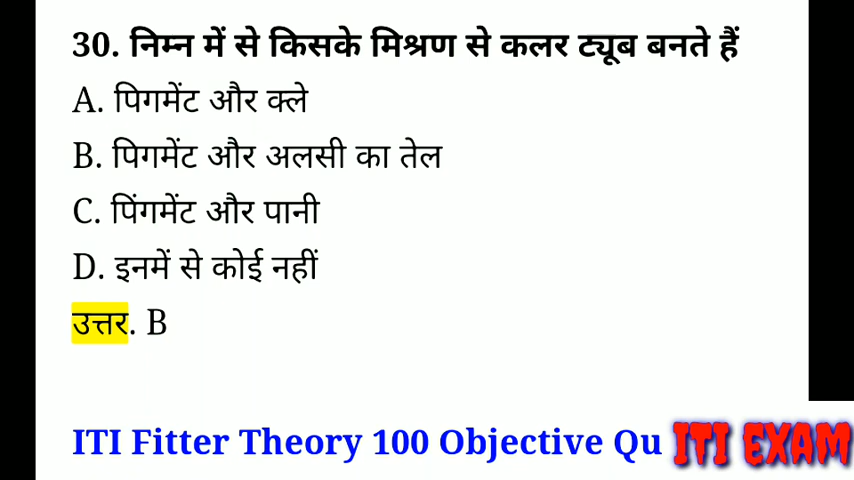 30. निम्न में से किसके मिश्रण से कलर ट्यूब बनते हैं
A. पिगमेंट और क्ले
B. पिगमेंट और अलसी का तेल
C. पिंगमेंट और पानी
D. इनमें से कोई नहीं
उत्तर. B
ITI Fitter Theory 100 Objective Qu ITI EXAM